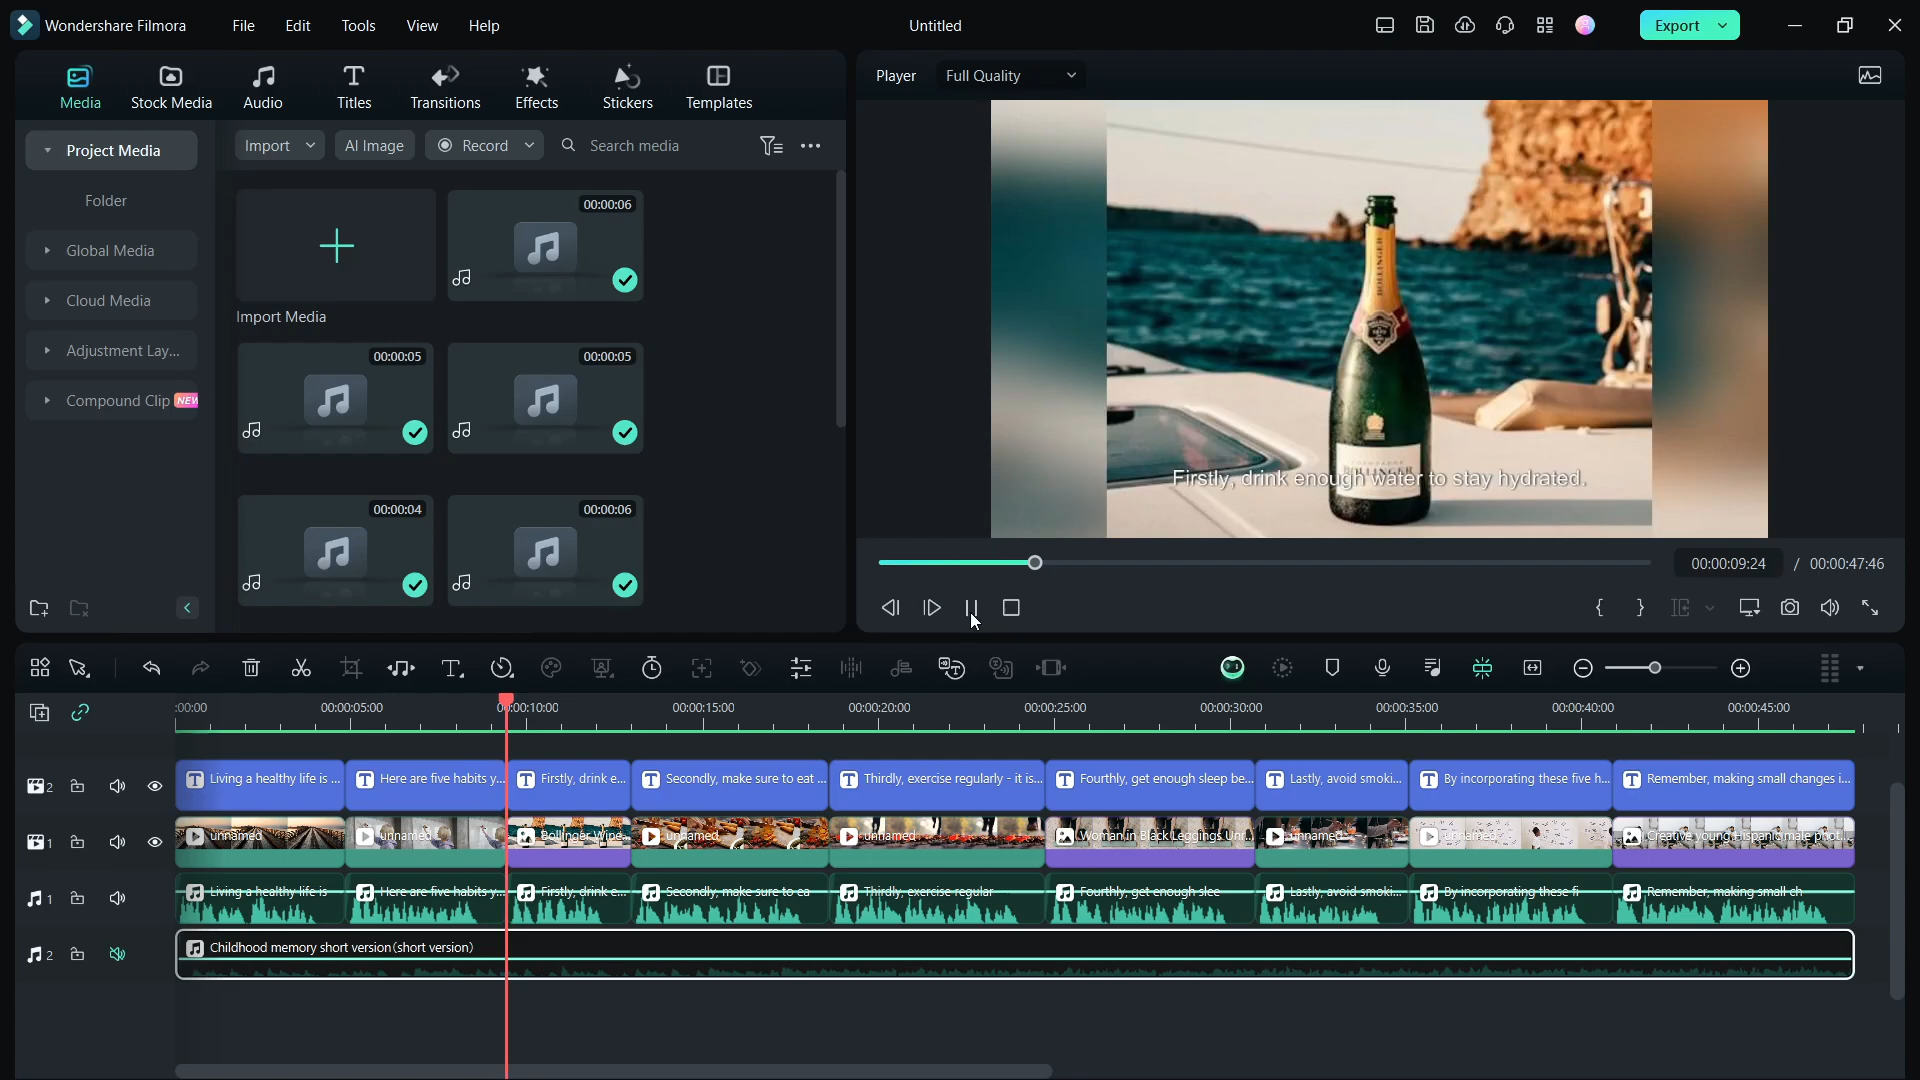 Wondershare Filmora
File
Edit
Tools
View
Help
Untitled
Export
Media
Stock Media
Audio
Titles
Transitions
Effects
Stickers
Templates
Player
Full Quality
Project Media
Folder
Global Media
Cloud Media
Adjustment Lay...
Compound Clip
NEW
Import
AI Image
Record
Search media
00:00:06
Import Media
00:00:05
00:00:05
00:00:04
00:00:06
BOLLINGER
BOLLINGER
Firstly, drink enough water to stay hydrated.
00:00:09:24 / 00:00:47:46
:00:00
00:00:05:00
00:00:10:00
00:00:15:00
00:00:20:00
00:00:25:00
00:00:30:00
00:00:35:00
00:00:40:00
00:00:45:00
2
Living a healthy life is ...
Here are five habits y...
Firstly, drink e...
Secondly, make sure to eat ...
Thirdly, exercise regularly - it is...
Fourthly, get enough sleep be...
Lastly, avoid smoki...
By incorporating these five h...
Remember, making small changes i...
1
unnamed
unnamed
Bollinger Wine...
unnamed
unnamed
Woman in Black Leggings Unr...
unnamed
unnamed
Creative young Hispanic male phot...
1
Living a healthy life is
Here are five habits y...
Firstly, drink e...
Secondly, make sure to ea
Thirdly, exercise regular
Fourthly, get enough slee
Lastly, avoid smoki...
By incorporating these fi
Remember, making small ch
2
Childhood memory short version(short version)